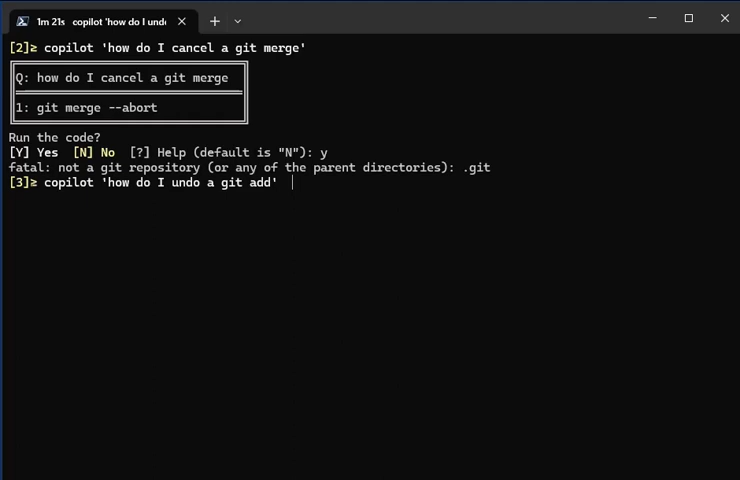 1m 21s copilot 'how do I und
[2]≥ copilot 'how do I cancel a git merge'
Q: how do I cancel a git merge
1: git merge --abort
Run the code?
[Y] Yes [N] No [?] Help (default is "N"): y
fatal: not a git repository (or any of the parent directories): .git
[3]≥ copilot 'how do I undo a git add'